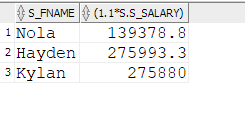 S_FNAME (1.1*S.S_SALARY)
1 Nola 139378.8
2 Hayden 275993.3
3 Kylan 275880